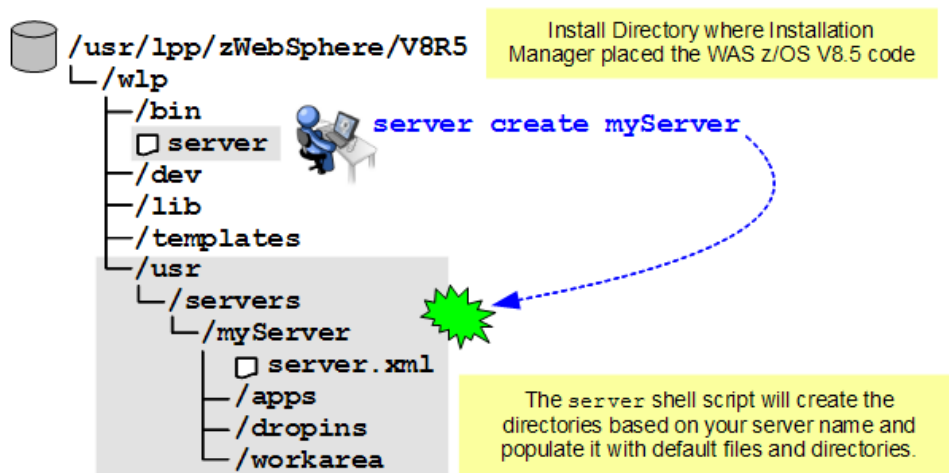 /usr/lpp/zWebSphere/V8R5
Install Directory where Installation
Manager placed the WAS z/OS V8.5 code
/wlp
/bin
server
server create myServer
/dev
/lib
/templates
/usr
/servers
/myServer
server.xml
/apps
/dropins
/workarea
The server shell script will create the
directories based on your server name and
populate it with default files and directories.